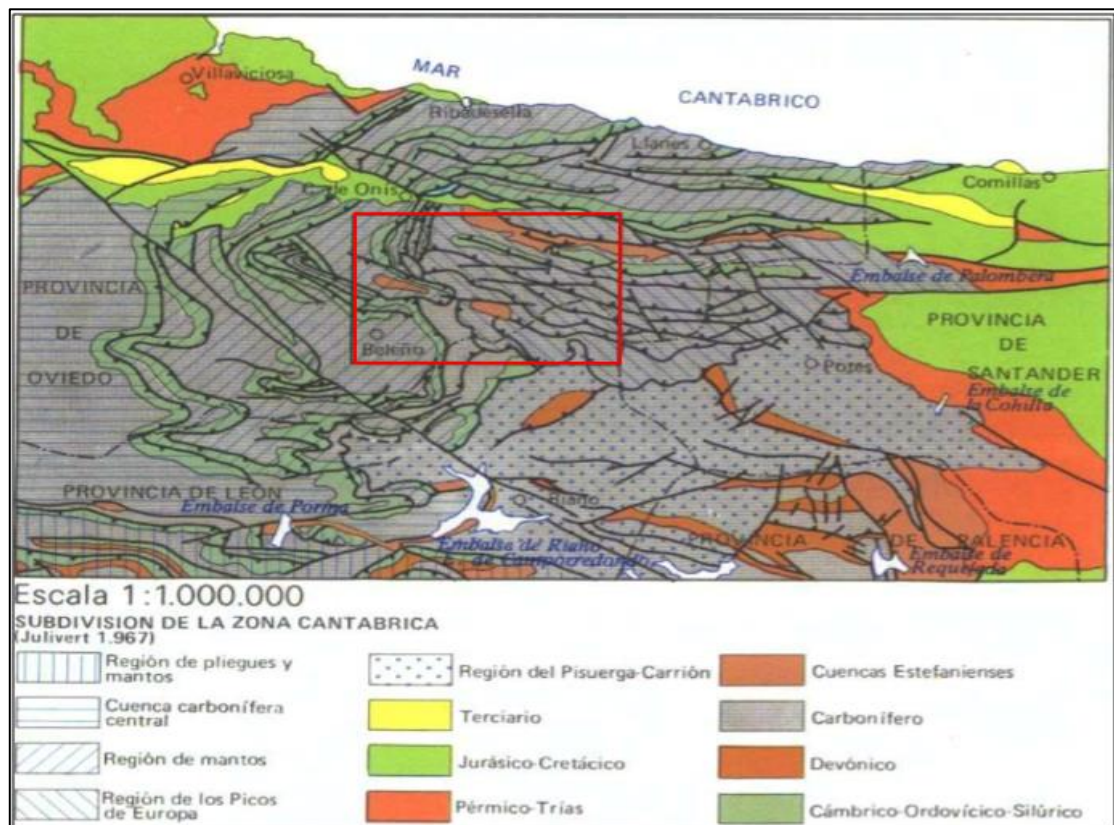 Villaviciosa
MAR
CANTABRICO
Ribadesella
Llanes
C. de Onís
Comillas
Embalse de Palombera
PROVINCIA
DE
OVIEDO
Beleño
Potes
PROVINCIA
DE
SANTANDER
Embalse de
la Cohilla
PROVINCIA DE LEÓN
Embalse de Porma
Riaño
Embalse de Riaño
de Camporredondo
PROVINCIA DE PALENCIA
Embalse de
Requejada
Escala 1:1.000.000
SUBDIVISION DE LA ZONA CANTABRICA
(Julivert 1.967)
Región de pliegues y
mantos
Cuenca carbonífera
central
Región de mantos
Región de los Picos
de Europa
Región del Pisuerga-Carrión
Terciario
Jurásico-Cretácico
Pérmico-Trías
Cuencas Estefanienses
Carbonífero
Devónico
Cámbrico-Ordovícico-Silúrico